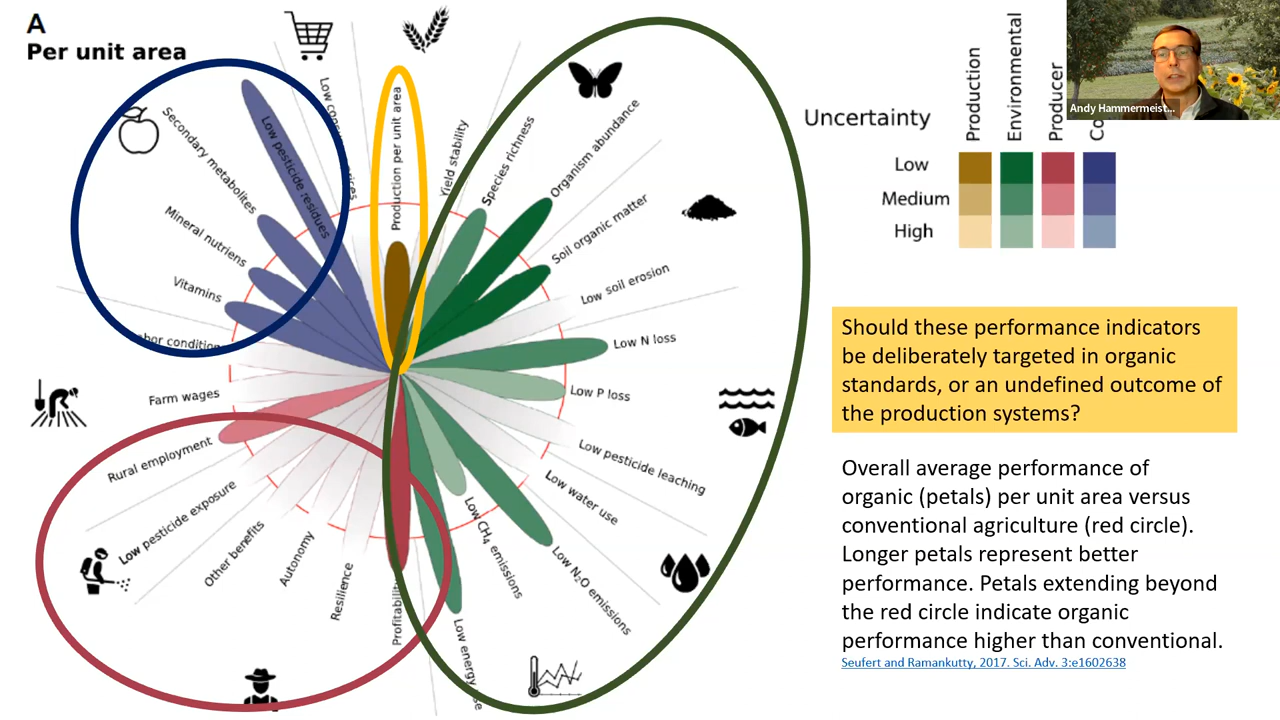 A
Per unit area
Low pesticide residues
Secondary metabolites
Mineral nutriens
Vitamins
Production per unit area
Yield stability
Species richness
Organism abundance
Soil organic matter
Low soil erosion
Low N loss
Low P loss
Low pesticide leaching
Low water use
Low N₂O emissions
Low CH₄ emissions
Low energy
Profitability
Resilience
Autonomy
Other benefits
Low pesticide exposure
Rural employment
Farm wages
Uncertainty
Production
Environmental
Producer
Low
Medium
High
Andy Hammermeist...
Should these performance indicators
be deliberately targeted in organic
standards, or an undefined outcome of
the production systems?
Overall average performance of
organic (petals) per unit area versus
conventional agriculture (red circle).
Longer petals represent better
performance. Petals extending beyond
the red circle indicate organic
performance higher than conventional.
Seufert and Ramankutty, 2017. Sci. Adv. 3:e1602638